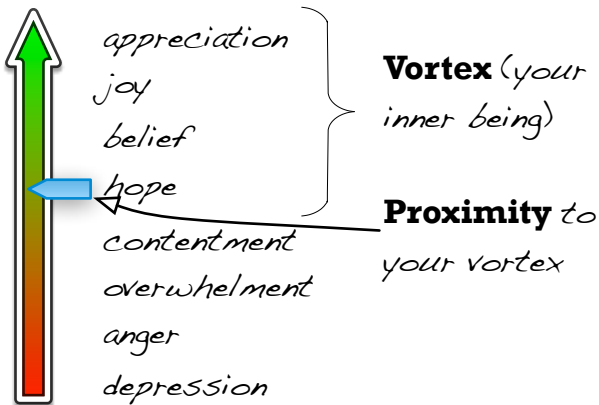 appreciation
joy
belief
hope
contentment
overwhelment
anger
depression
Vortex (your
inner being)
Proximity to
your vortex